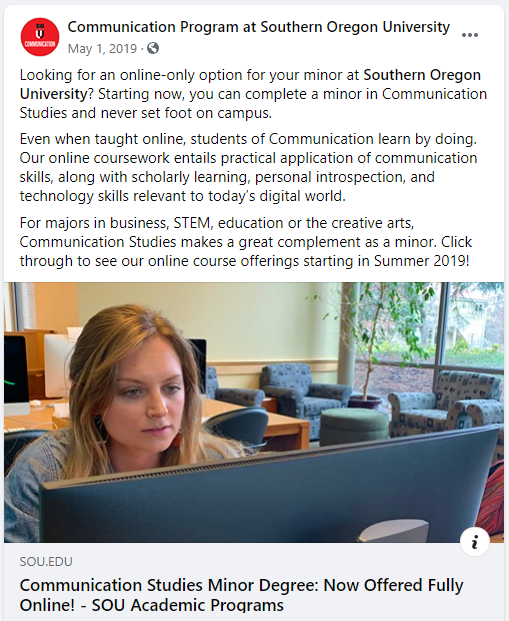 SOU
COMMUNICATION
Communication Program at Southern Oregon University
May 1, 2019 ·
Looking for an online-only option for your minor at Southern Oregon
University? Starting now, you can complete a minor in Communication
Studies and never set foot on campus.
Even when taught online, students of Communication learn by doing.
Our online coursework entails practical application of communication
skills, along with scholarly learning, personal introspection, and
technology skills relevant to today's digital world.
For majors in business, STEM, education or the creative arts,
Communication Studies makes a great complement as a minor. Click
through to see our online course offerings starting in Summer 2019!
SOU.EDU
Communication Studies Minor Degree: Now Offered Fully
Online! - SOU Academic Programs